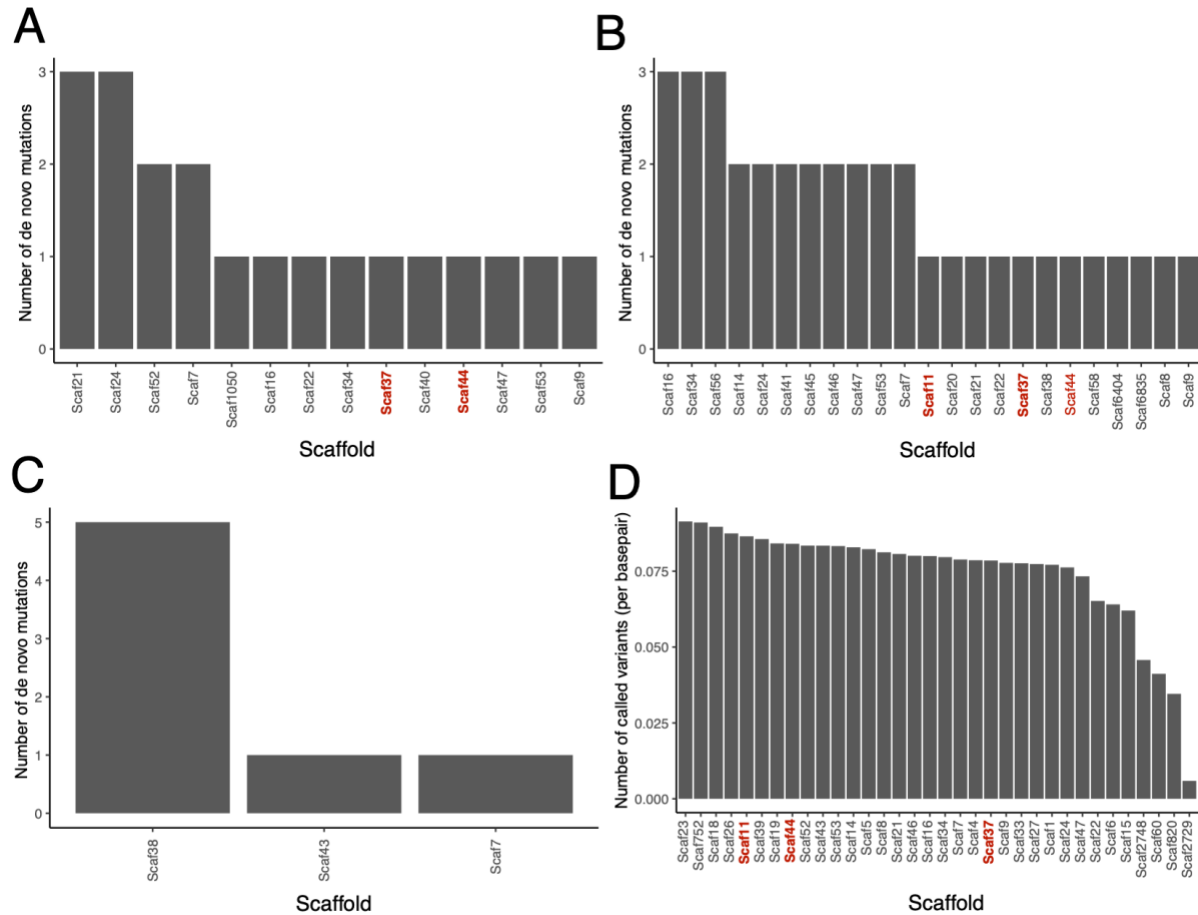 A
Number of de novo mutations
3
2
1
0
Scaf21
Scaf24
Scaf52
Scaf7
Scaf1050
Scaf16
Scaf22
Scaf34
Scaf37
Scaf40
Scaf44
Scaf47
Scaf53
Scaf9
Scaffold
B
Number of de novo mutations
3
2
1
0
Scaf16
Scaf34
Scaf56
Scaf14
Scaf24
Scaf41
Scaf45
Scaf46
Scaf47
Scaf53
Scaf7
Scaf11
Scaf20
Scaf21
Scaf22
Scaf37
Scaf38
Scaf44
Scaf58
Scaf6404
Scaf6835
Scaf8
Scaf9
Scaffold
C
Number of de novo mutations
5
4
3
2
1
0
Scaf38
Scaf43
Scaf7
Scaffold
D
Number of called variants (per basepair)
0.075
0.050
0.025
0.000
Scaf23
Scaf752
Scaf18
Scaf26
Scaf11
Scaf39
Scaf19
Scaf44
Scaf52
Scaf43
Scaf53
Scaf14
Scaf5
Scaf8
Scaf21
Scaf46
Scaf16
Scaf34
Scaf7
Scaf4
Scaf37
Scaf9
Scaf33
Scaf27
Scaf1
Scaf24
Scaf47
Scaf22
Scaf6
Scaf15
Scaf2748
Scaf60
Scaf820
Scaf2729
Scaffold